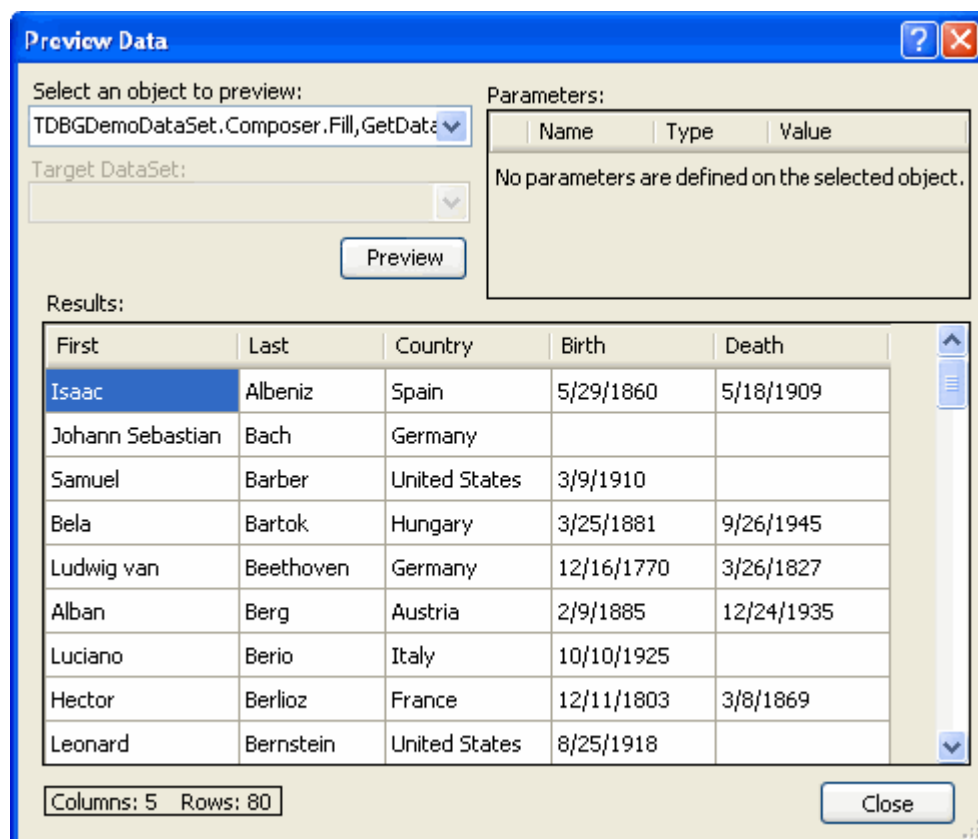 Preview Data
Select an object to preview:
TDBGDemoDataSet.Composer.Fill,GetData
Target DataSet:
Preview
Parameters:
Name Type Value
No parameters are defined on the selected object.
Results:
First Last Country Birth Death
Isaac Albeniz Spain 5/29/1860 5/18/1909
Johann Sebastian Bach Germany
Samuel Barber United States 3/9/1910
Bela Bartok Hungary 3/25/1881 9/26/1945
Ludwig van Beethoven Germany 12/16/1770 3/26/1827
Alban Berg Austria 2/9/1885 12/24/1935
Luciano Berio Italy 10/10/1925
Hector Berlioz France 12/11/1803 3/8/1869
Leonard Bernstein United States 8/25/1918
Columns: 5 Rows: 80
Close